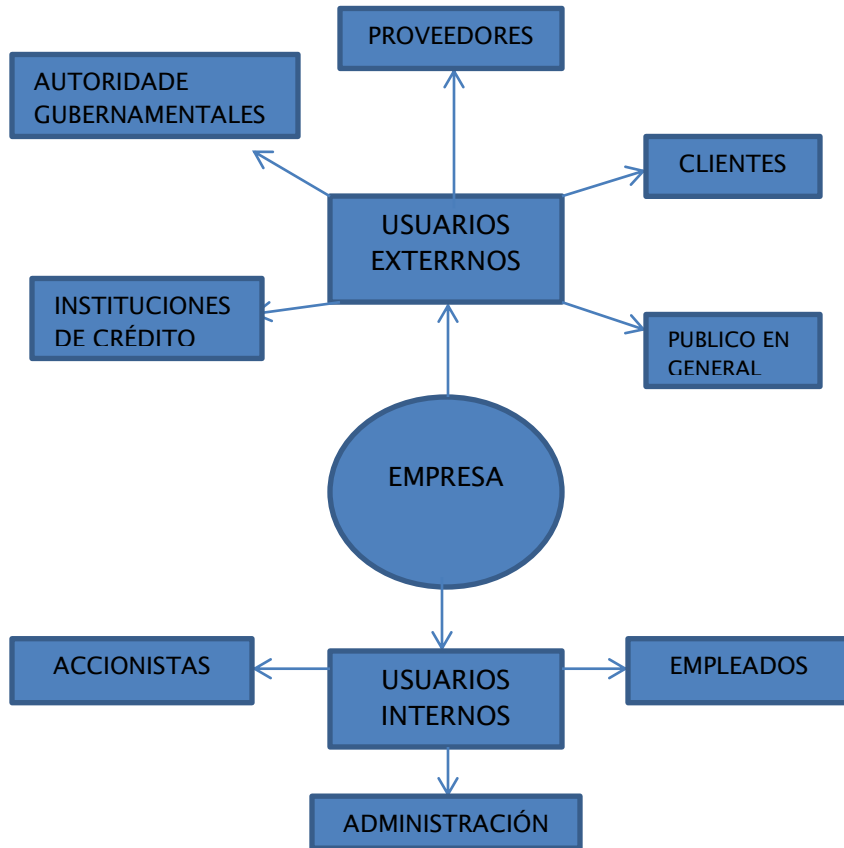 PROVEEDORES
AUTORIDADE
GUBERNAMENTALES
CLIENTES
USUARIOS
EXTERRNOS
INSTITUCIONES
DE CRÉDITO
PUBLICO EN
GENERAL
EMPRESA
ACCIONISTAS
USUARIOS
INTERNOS
EMPLEADOS
ADMINISTRACIÓN